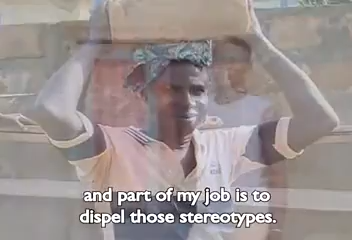 and part of my job is to
dispel those stereotypes.